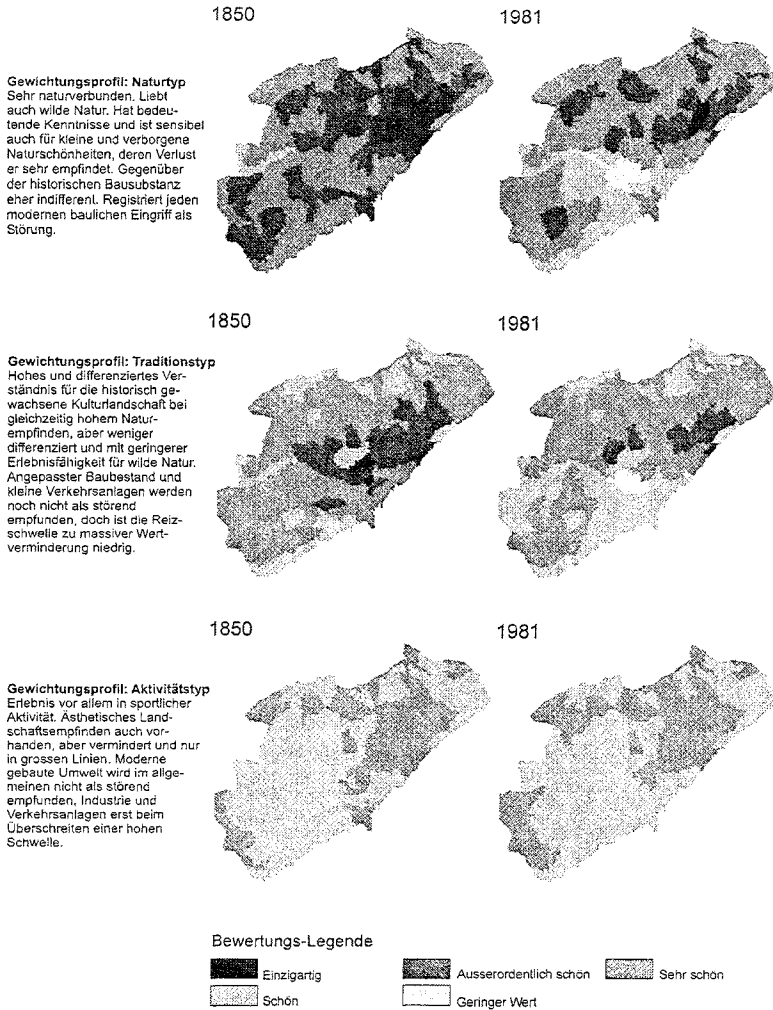 1850
1981
Gewichtungsprofil: Naturtyp
Sehr naturverbunden. Liebt
auch wilde Natur. Hat bedeu-
tende Kenntnisse und ist sensibel
auch für kleine und verborgene
Naturschönheiten, deren Verlust
er sehr empfindet. Gegenüber
der historischen Bausubstanz
eher indifferent. Registriert jeden
modernen baulichen Eingriff als
Störung.
1850
1981
Gewichtungsprofil: Traditionstyp
Hohes und differenziertes Ver-
ständnis für die historisch ge-
wachsene Kulturlandschaft bei
gleichzeitig hohem Natur-
empfinden, aber weniger
differenziert und mit geringerer
Erlebnisfähigkeit für wilde Natur.
Angepasster Baubestand und
kleine Verkehrsanlagen werden
noch nicht als störend
empfunden, doch ist die Reiz-
schwelle zu massiver Wert-
verminderung niedrig.
1850
1981
Gewichtungsprofil: Aktivitätstyp
Erlebnis vor allem in sportlicher
Aktivität. Ästhetisches Land-
schaftsempfinden auch vor-
handen, aber vermindert und nur
in grossen Linien. Moderne
gebaute Umwelt wird im allge-
meinen nicht als störend
empfunden, Industrie und
Verkehrsanlagen erst beim
Überschreiten einer hohen
Schwelle.
Bewertungs-Legende
Einzigartig
Ausserordentlich schön
Sehr schön
Schön
Geringer Wert